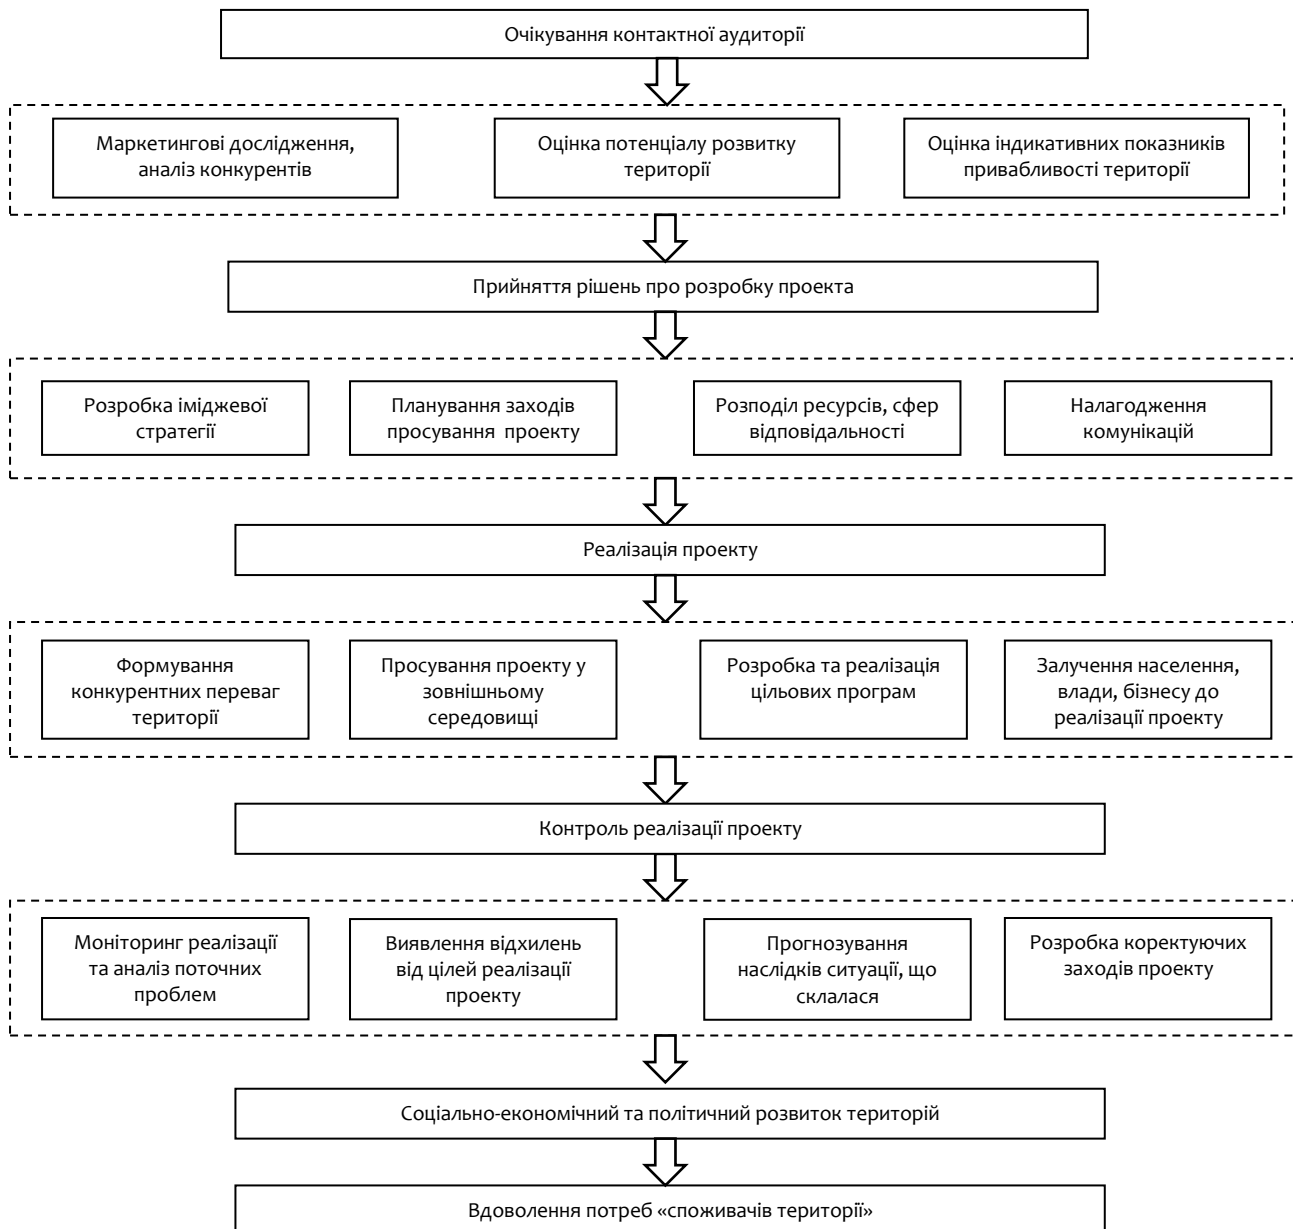 Очікування контактної аудиторії
Маркетингові дослідження,
аналіз конкурентів
Оцінка потенціалу розвитку
території
Оцінка індикативних показників
привабливості території
Прийняття рішень про розробку проекта
Розробка іміджевої
стратегії
Планування заходів
просування проекту
Розподіл ресурсів, сфер
відповідальності
Налагодження
комунікацій
Реалізація проекту
Формування
конкурентних переваг
території
Просування проекту у
зовнішньому
середовищі
Розробка та реалізація
цільових програм
Залучення населення,
влади, бізнесу до
реалізації проекту
Контроль реалізації проекту
Моніторинг реалізації
та аналіз поточних
проблем
Виявлення відхилень
від цілей реалізації
проекту
Прогнозування
наслідків ситуації, що
склалася
Розробка коректуючих
заходів проекту
Соціально-економічний та політичний розвиток територій
Вдоволення потреб «споживачів території»